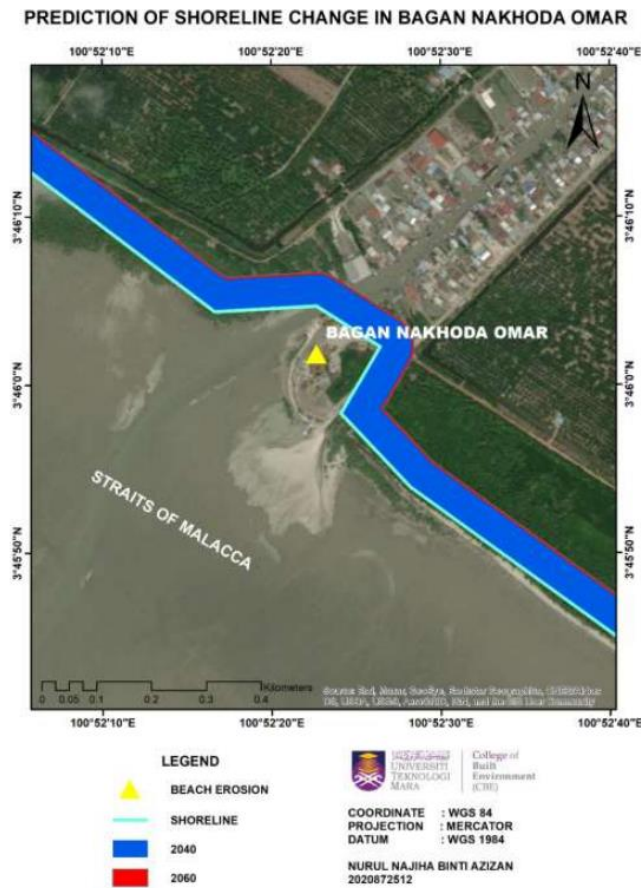 PREDICTION OF SHORELINE CHANGE IN BAGAN NAKHODA OMAR
100°52'10"E 100°52'20"E 100°52'30"E 100°52'40"E
N
3°46'10"N 3°46'10"N
BAGAN NAKHODA OMAR
3°46'0"N 3°46'0"N
STRAITS OF MALACCA
3°45'50"N 3°45'50"N
Kilometers
0 0.05 0.1 0.2 0.3 0.4
100°52'10"E 100°52'20"E 100°52'30"E 100°52'40"E
LEGEND
BEACH EROSION
SHORELINE
2040
2060
UNIVERSITI
TEKNOLOGI
MARA
College of
Built
Environment
(CBE)
COORDINATE : WGS 84
PROJECTION : MERCATOR
DATUM : WGS 1984
NURUL NAJIHA BINTI AZIZAN
2020872512